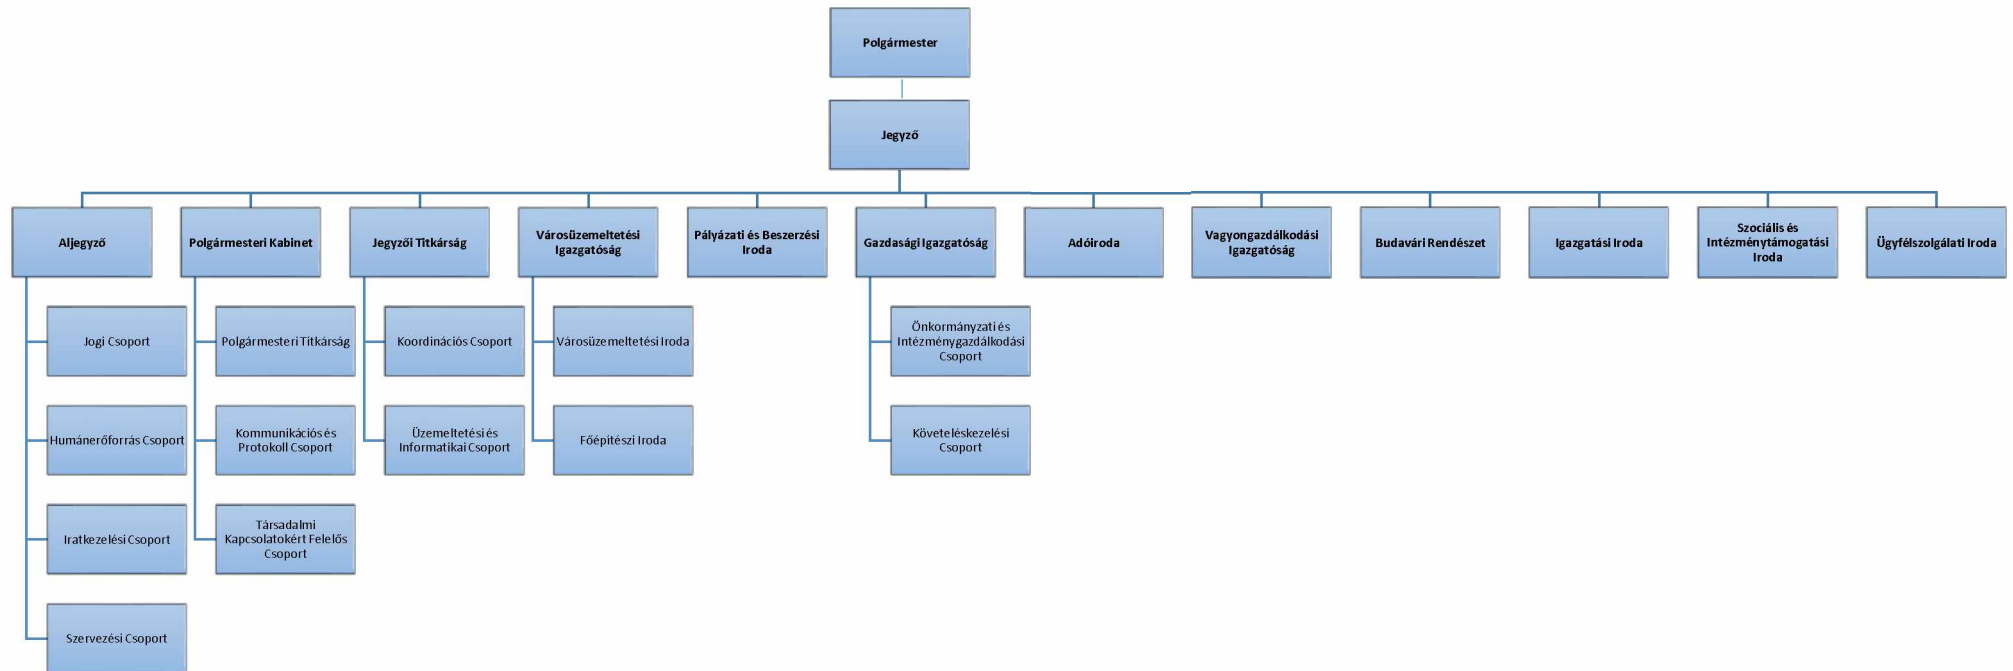 Polgármester
Jegyző
Aljegyző
Polgármesteri Kabinet
Jegyzői Titkárság
Városüzemeltetési
Igazgatóság
Pályázati és Beszerzési
Iroda
Gazdasági Igazgatóság
Adóiroda
Vagyongazdálkodási
Igazgatóság
Budavári Rendészet
Igazgatási Iroda
Szociális és
Intézménytámogatási
Iroda
Ügyfélszolgálati Iroda
Jogi Csoport
Humánerőforrás Csoport
Iratkezelési Csoport
Szervezési Csoport
Polgármesteri Titkárság
Kommunikációs és
Protokoll Csoport
Társadalmi
Kapcsolatokért Felelős
Csoport
Koordinációs Csoport
Üzemeltetési és
Informatikai Csoport
Városüzemeltetési Iroda
Főépítészi Iroda
Önkormányzati és
Intézménygazdálkodási
Csoport
Követeléskezelési
Csoport